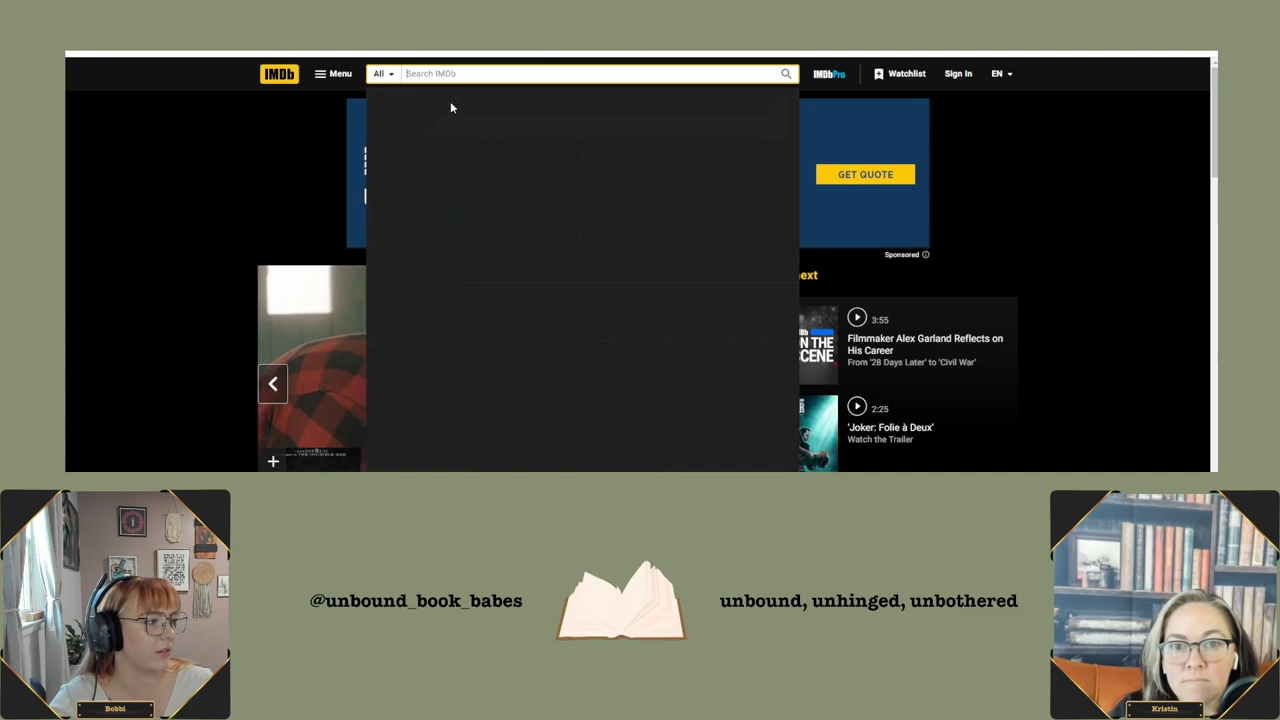 IMDb
Menu
All
Search IMDb
IMDbPro
Watchlist
Sign In
EN
GET QUOTE
Sponsored
ext
3:55
Filmmaker Alex Garland Reflects on
His Career
From '28 Days Later' to 'Civil War'
N THE
SCENE
2:25
'Joker: Folie à Deux'
Watch the Trailer
@unbound_book_babes
unbound, unhinged, unbothered
Bobbi
Kristin